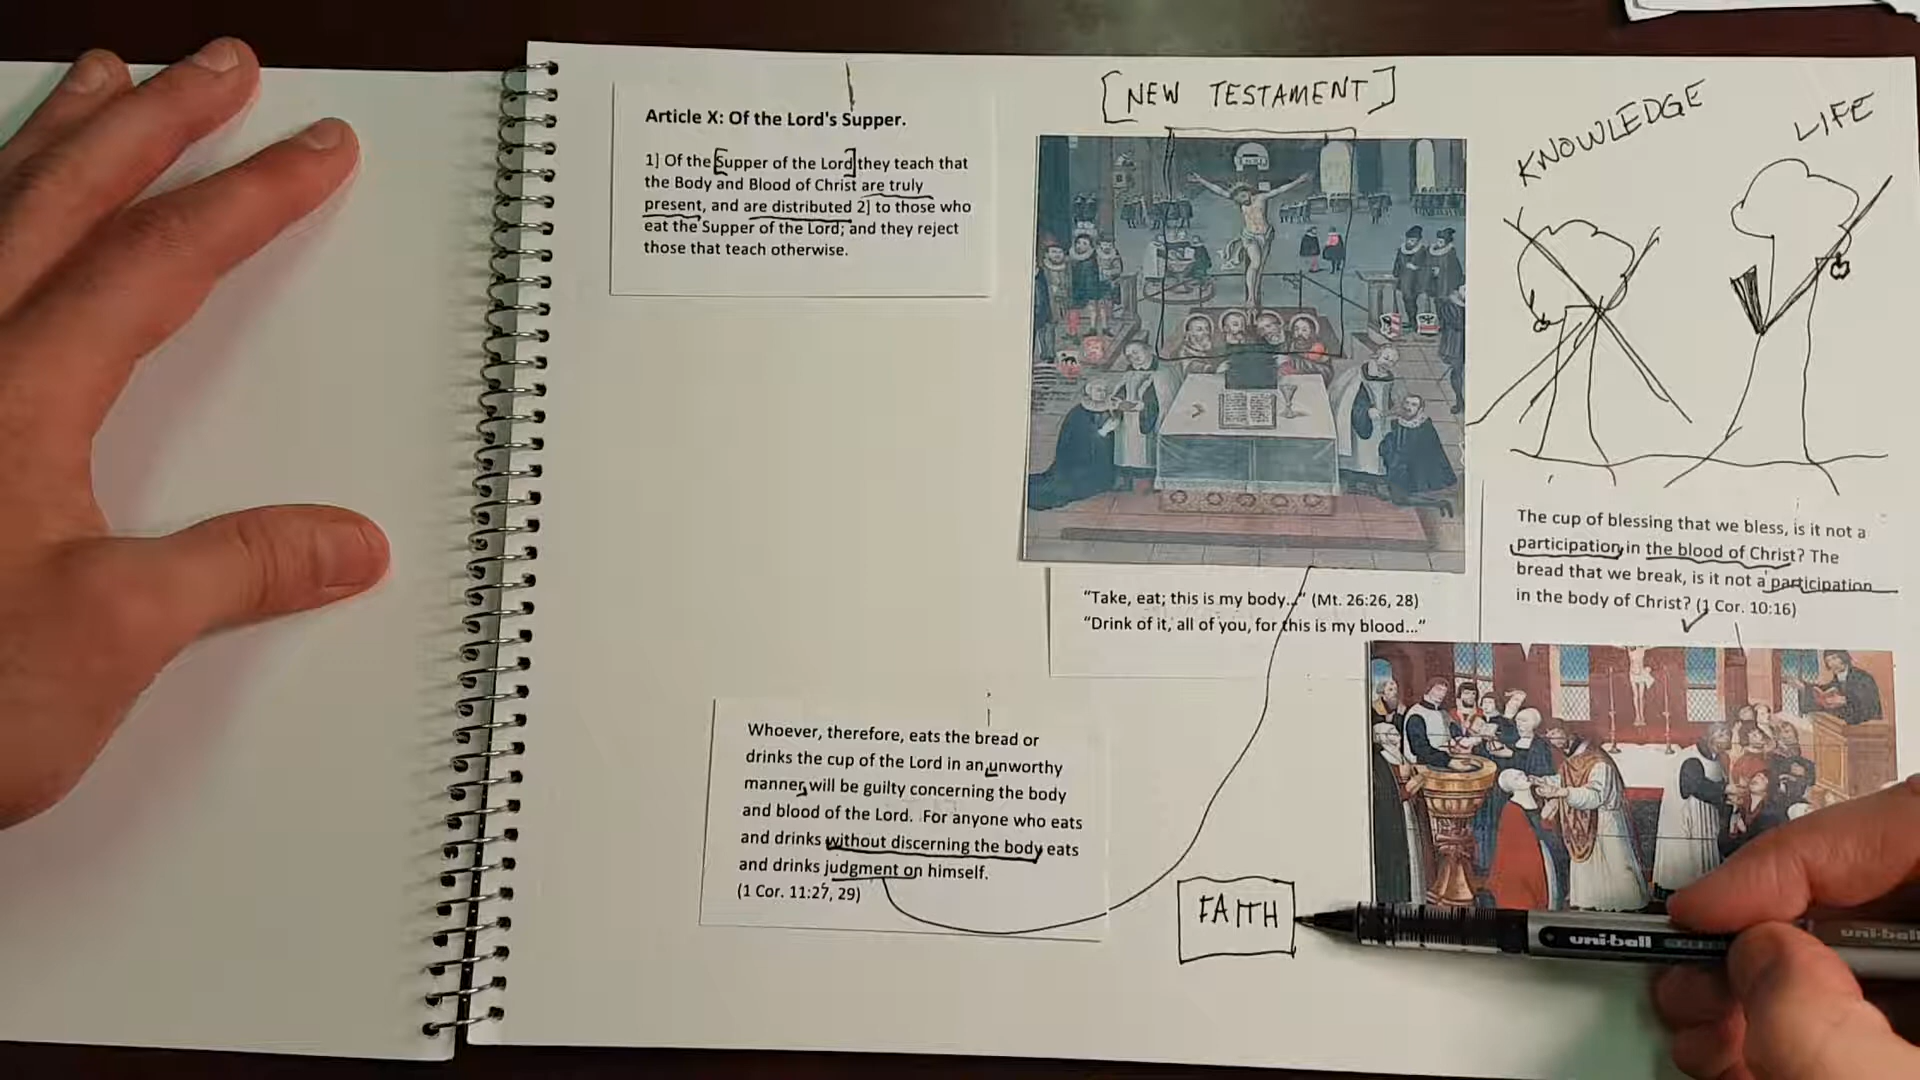 Article X: Of the Lord's Supper.
1] Of the [Supper of the Lord] they teach that
the Body and Blood of Christ are truly
present, and are distributed 2] to those who
eat the Supper of the Lord; and they reject
those that teach otherwise.
[NEW TESTAMENT]
KNOWLEDGE
LIFE
The cup of blessing that we bless, is it not a
participation in the blood of Christ? The
bread that we break, is it not a participation
in the body of Christ? (1 Cor. 10:16)
“Take, eat; this is my body...” (Mt. 26:26, 28)
“Drink of it, all of you, for this is my blood...”
Whoever, therefore, eats the bread or
drinks the cup of the Lord in an unworthy
manner will be guilty concerning the body
and blood of the Lord. For anyone who eats
and drinks without discerning the body eats
and drinks judgment on himself.
(1 Cor. 11:27, 29)
FAITH
uni-ball
uni-ball